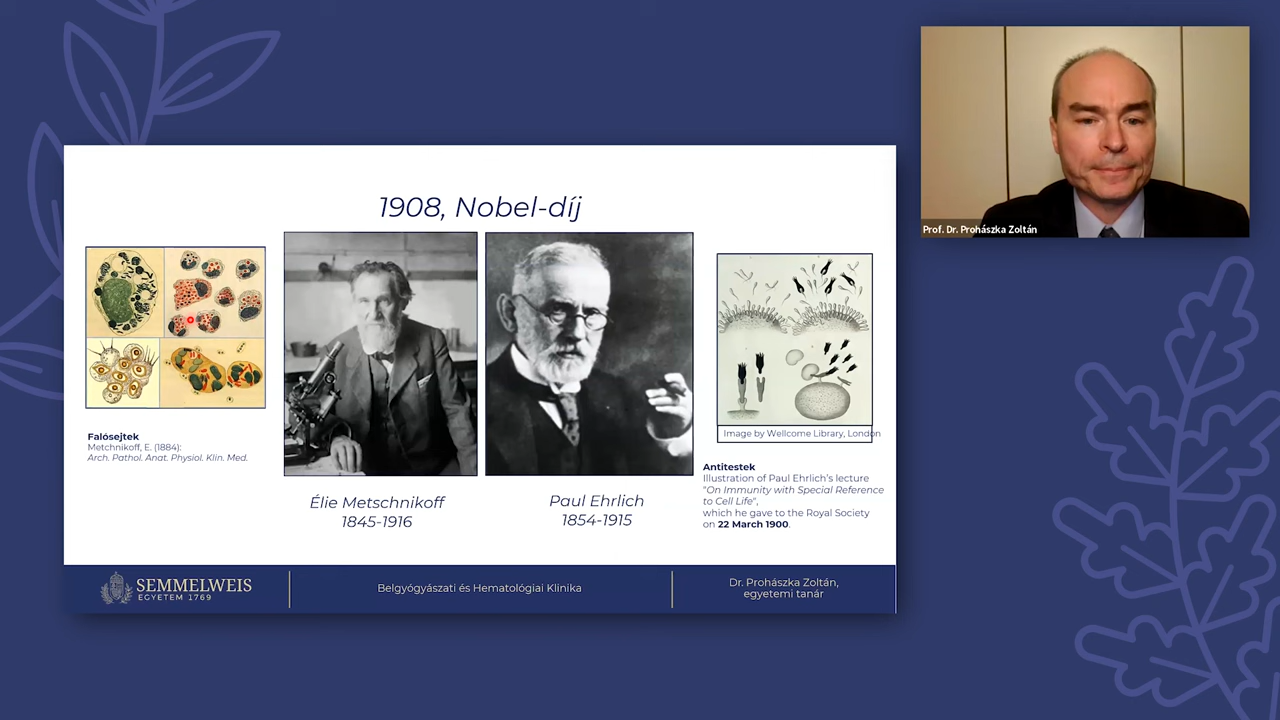 Prof. Dr. Prohászka Zoltán
1908, Nobel-díj
Falósejtek
Metchnikoff, E. (1884):
Arch. Pathol. Anat. Physiol. Klin. Med.
Élie Metschnikoff
1845-1916
Paul Ehrlich
1854-1915
Image by Wellcome Library, London
Antitestek
Illustration of Paul Ehrlich's lecture
"On Immunity with Special Reference
to Cell Life",
which he gave to the Royal Society
on 22 March 1900.
SEMMELWEIS
EGYETEM 1769
Belgyógyászati és Hematológiai Klinika
Dr. Prohászka Zoltán,
egyetemi tanár